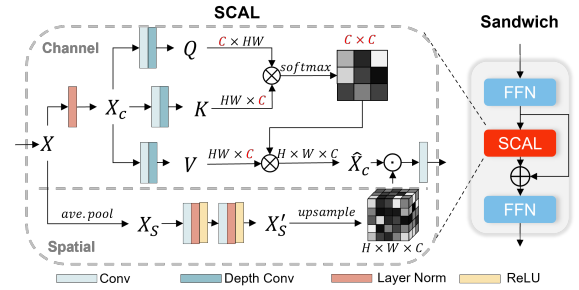 SCAL
Sandwich
Channel
Q
C × HW
softmax
C × C
FFN
X
X_c
K
HW × C
SCAL
V
HW × C
H × W × C
X̂_c
ave.pool
X_S
X'_S
upsample
FFN
Spatial
H × W × C
Conv
Depth Conv
Layer Norm
ReLU